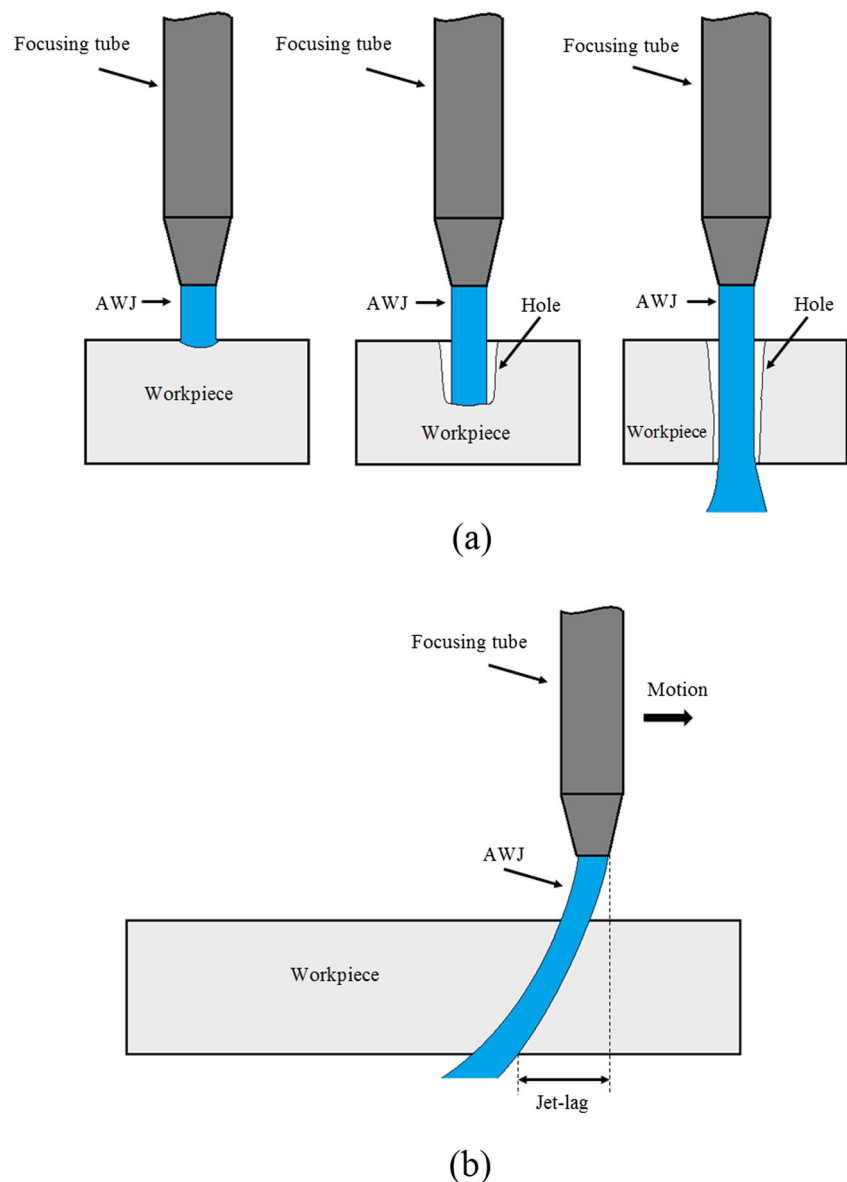 Focusing tube
Focusing tube
Focusing tube
AWJ
AWJ
Hole
AWJ
Hole
Workpiece
Workpiece
Workpiece
(a)
Focusing tube
Motion
AWJ
Workpiece
Jet-lag
(b)